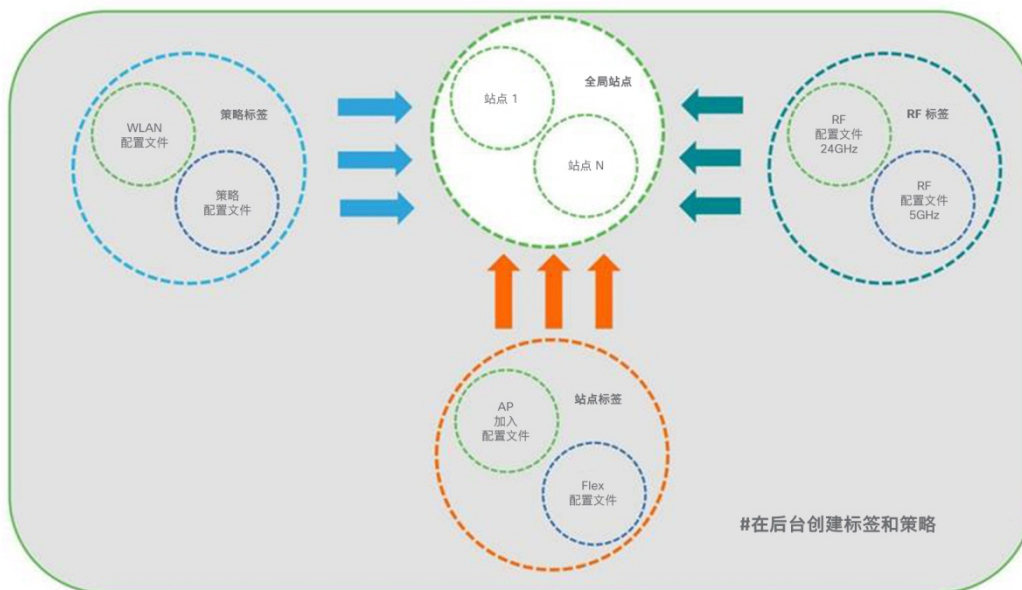 策略标签
WLAN
配置文件
策略
配置文件
全局站点
站点 1
站点 N
RF 标签
RF
配置文件
24GHz
RF
配置文件
5GHz
站点标签
AP
加入
配置文件
Flex
配置文件
#在后台创建标签和策略